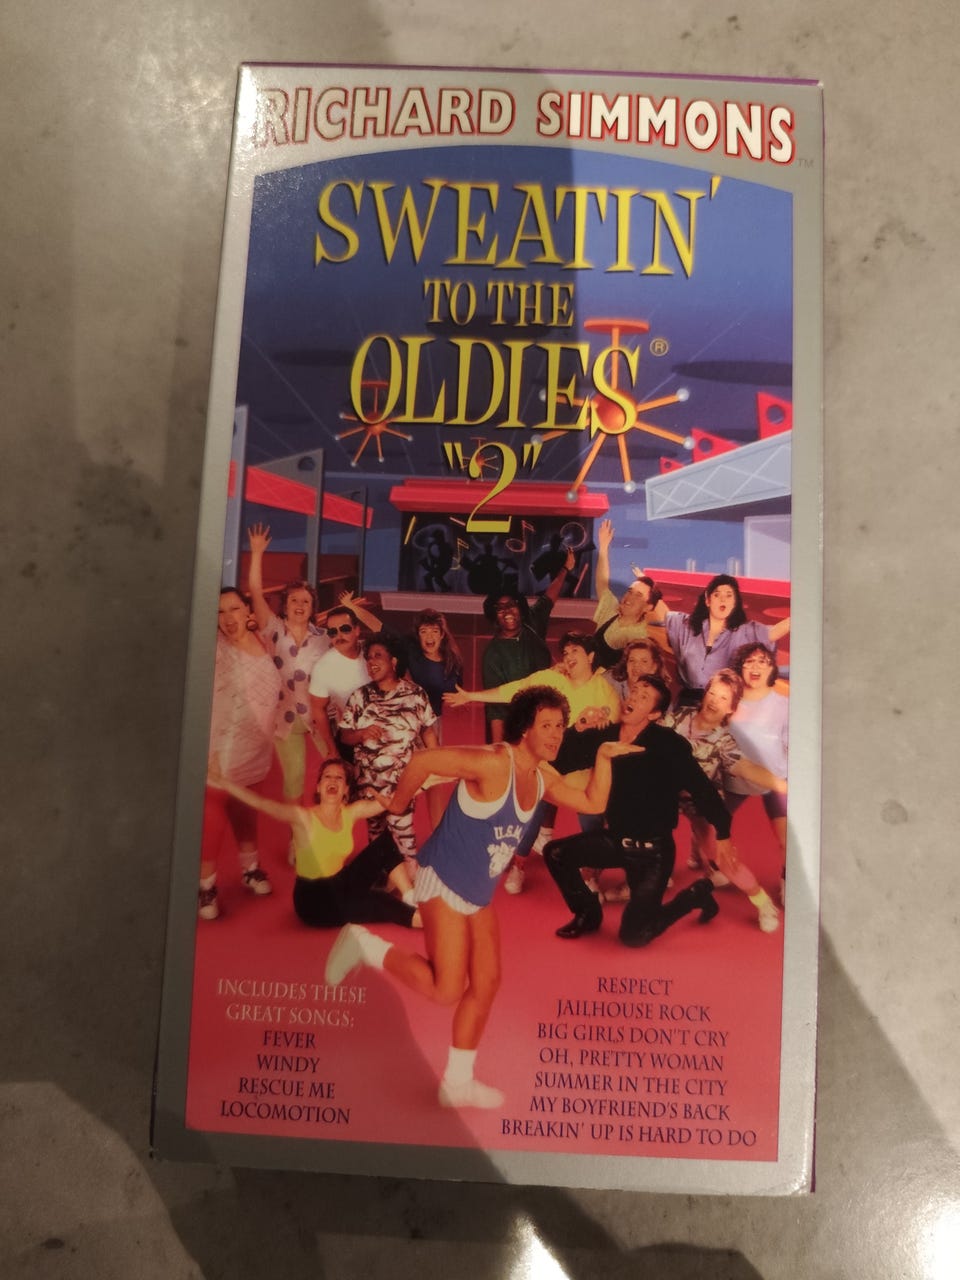 RICHARD SIMMONS™
SWEATIN'
TO THE
OLDIES®
"2"
U.S.M.
INCLUDES THESE
GREAT SONGS:
FEVER
WINDY
RESCUE ME
LOCOMOTION
RESPECT
JAILHOUSE ROCK
BIG GIRLS DON'T CRY
OH, PRETTY WOMAN
SUMMER IN THE CITY
MY BOYFRIEND'S BACK
BREAKIN' UP IS HARD TO DO